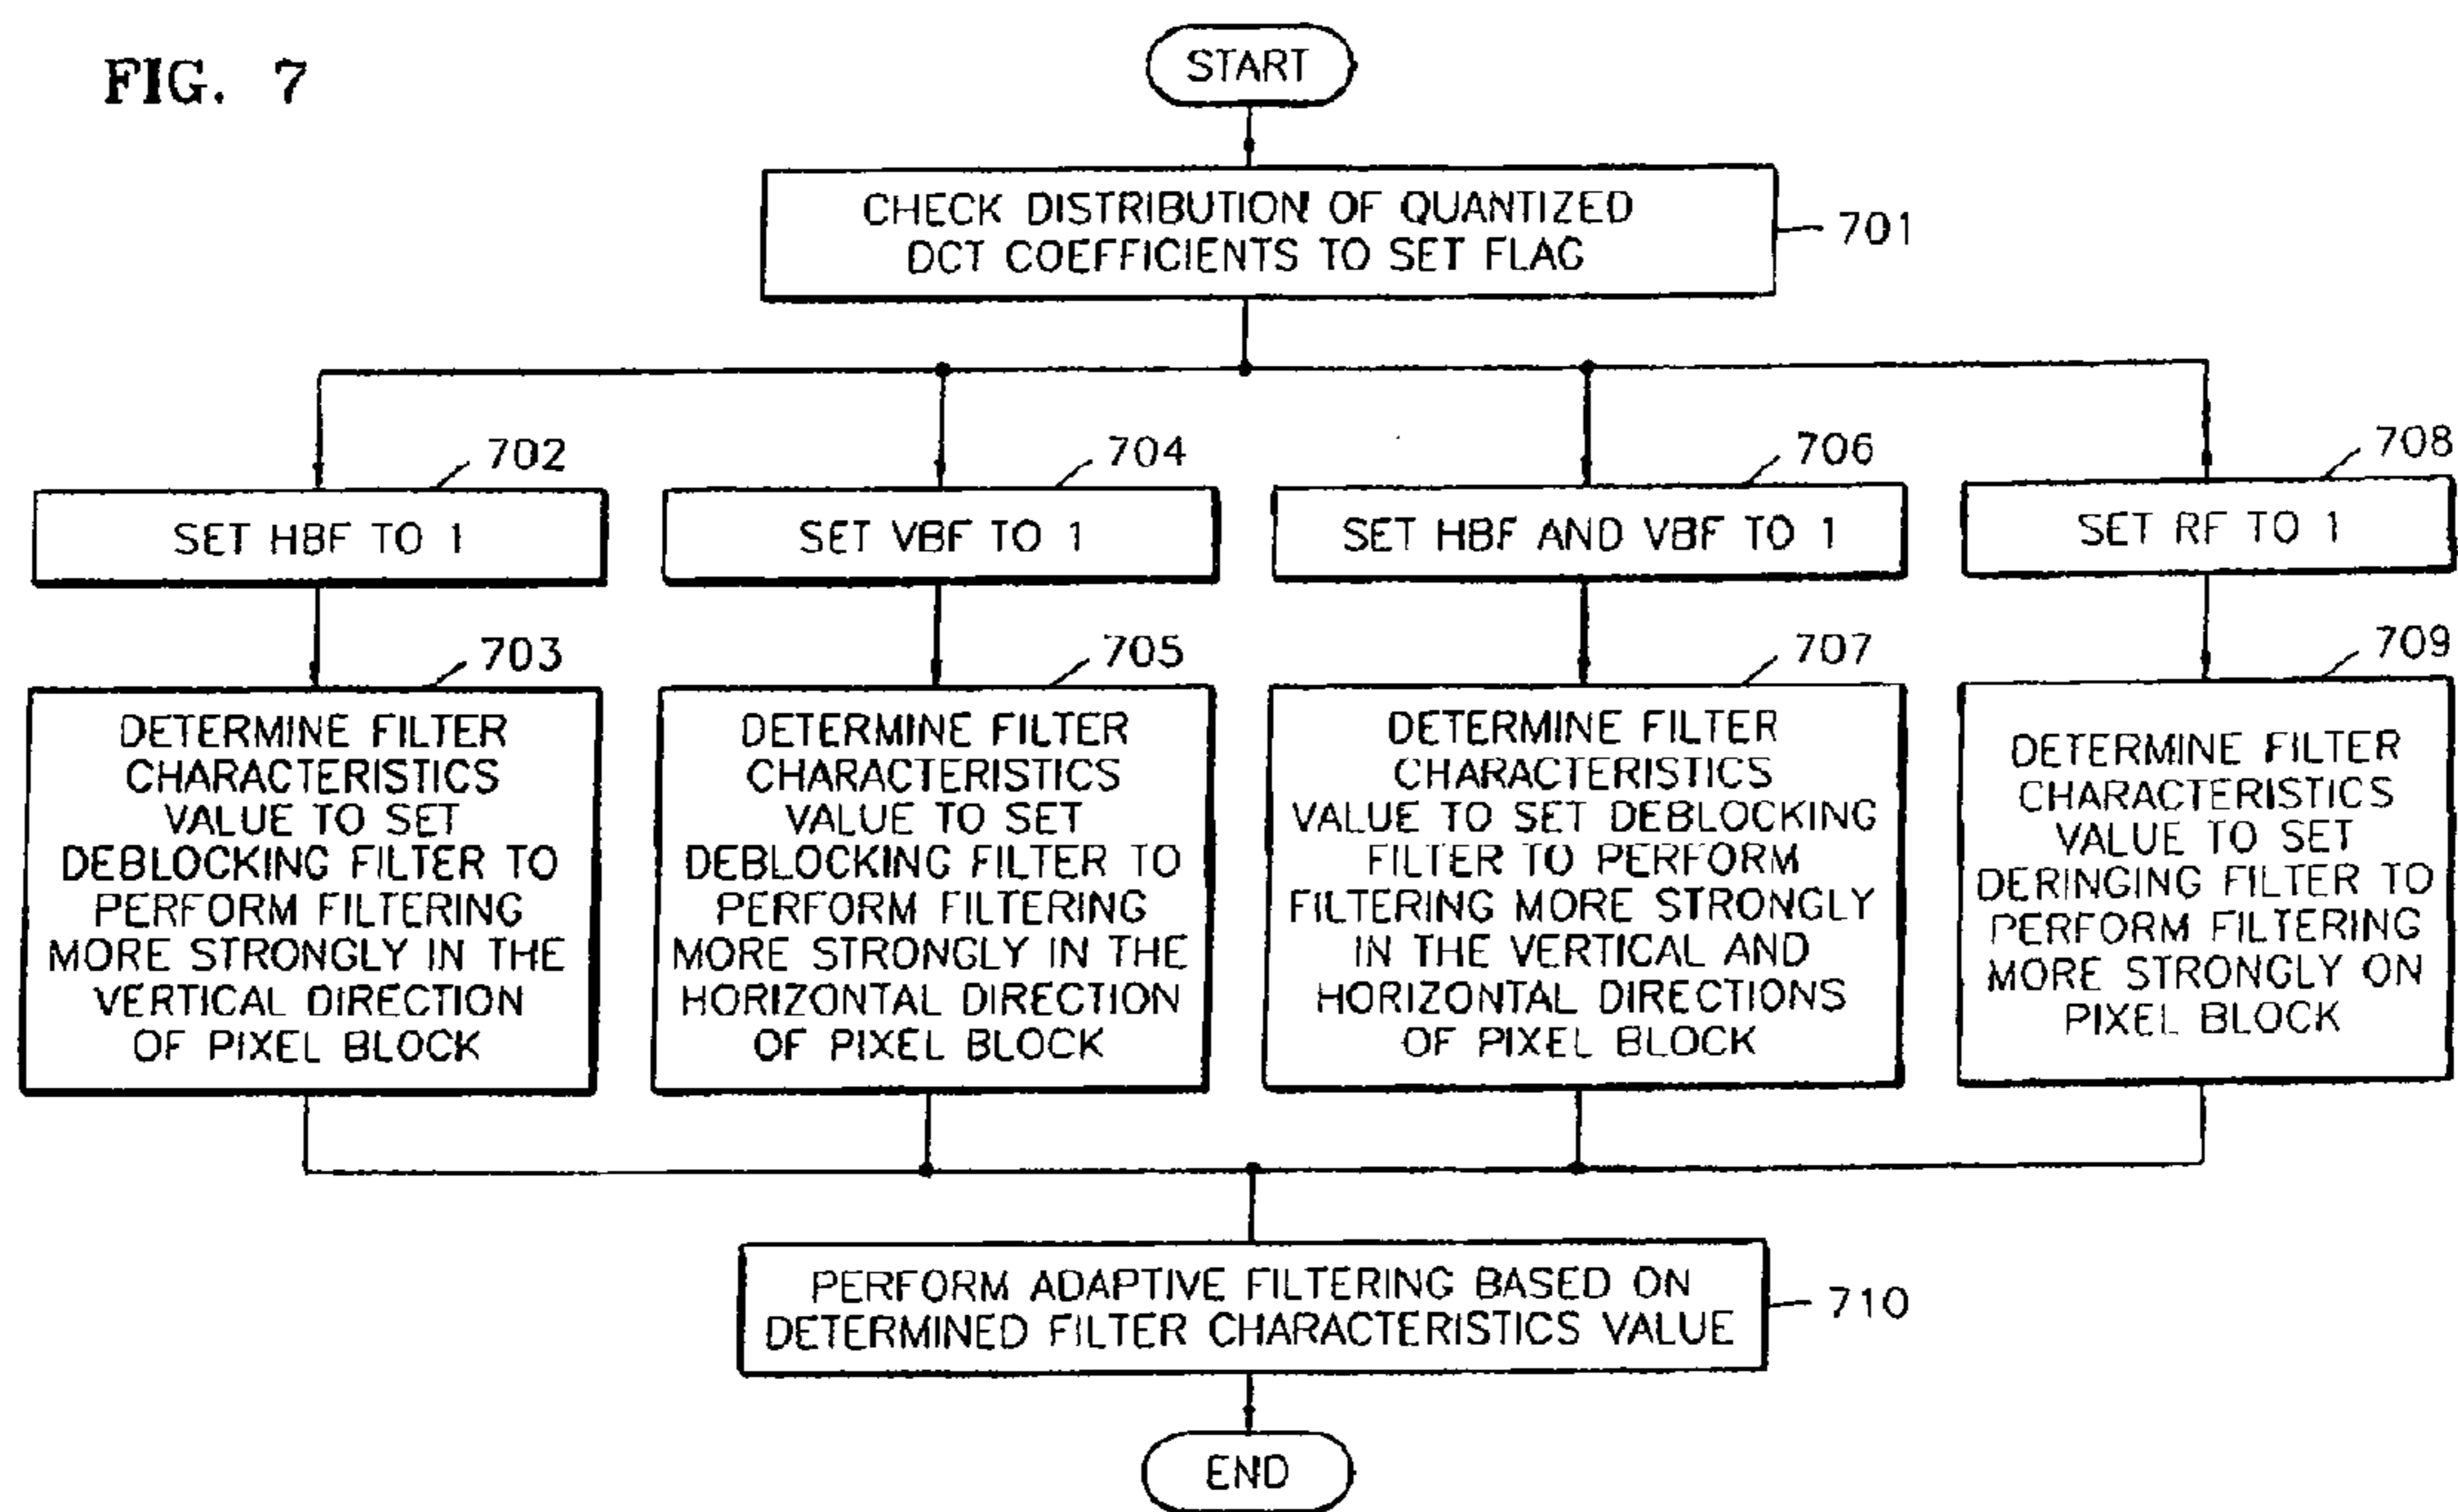 FIG. 7
START
CHECK DISTRIBUTION OF QUANTIZED
DCT COEFFICIENTS TO SET FLAG
701
702
SET HBF TO 1
704
SET VBF TO 1
706
SET HBF AND VBF TO 1
708
SET RF TO 1
703
DETERMINE FILTER
CHARACTERISTICS
VALUE TO SET
DEBLOCKING FILTER TO
PERFORM FILTERING
MORE STRONGLY IN THE
VERTICAL DIRECTION
OF PIXEL BLOCK
705
DETERMINE FILTER
CHARACTERISTICS
VALUE TO SET
DEBLOCKING FILTER TO
PERFORM FILTERING
MORE STRONGLY IN THE
HORIZONTAL DIRECTION
OF PIXEL BLOCK
707
DETERMINE FILTER
CHARACTERISTICS
VALUE TO SET DEBLOCKING
FILTER TO PERFORM
FILTERING MORE STRONGLY
IN THE VERTICAL AND
HORIZONTAL DIRECTIONS
OF PIXEL BLOCK
709
DETERMINE FILTER
CHARACTERISTICS
VALUE TO SET
DERINGING FILTER TO
PERFORM FILTERING
MORE STRONGLY ON
PIXEL BLOCK
PERFORM ADAPTIVE FILTERING BASED ON
DETERMINED FILTER CHARACTERISTICS VALUE
710
END